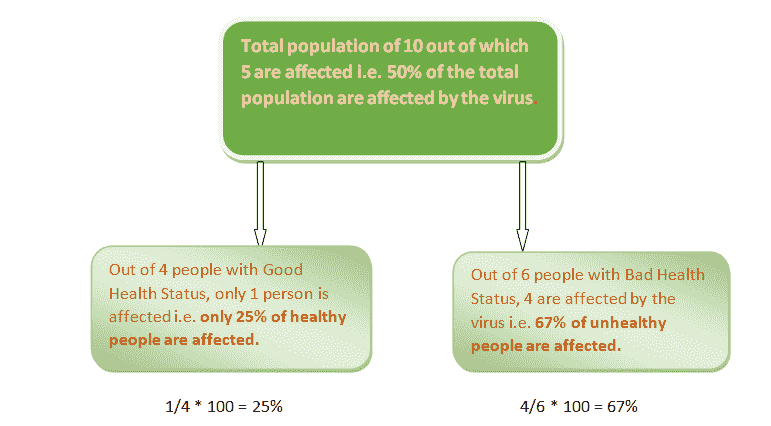 Total population of 10 out of which
5 are affected i.e. 50% of the total
population are affected by the virus.
Out of 4 people with Good
Health Status, only 1 person is
affected i.e. only 25% of healthy
people are affected.
Out of 6 people with Bad Health
Status, 4 are affected by the
virus i.e. 67% of unhealthy
people are affected.
1/4 * 100 = 25%
4/6 * 100 = 67%